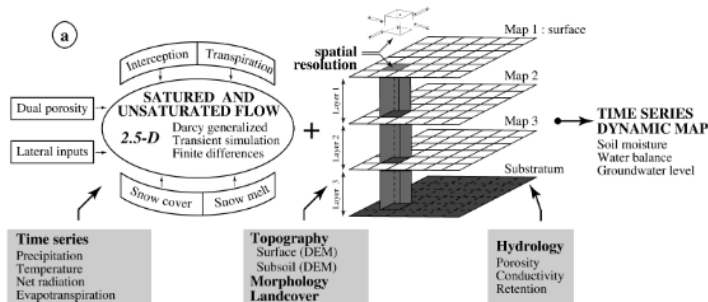 a
Interception
Transpiration
Dual porosity
Lateral inputs
SATURED AND
UNSATURATED FLOW
2.5-D
Darcy generalized
Transient simulation
Finite differences
Snow cover
Snow melt
+
spatial
resolution
Map 1 : surface
Layer 1
Map 2
Layer 2
Map 3
Layer 3
Substratum
TIME SERIES
DYNAMIC MAP
Soil moisture
Water balance
Groundwater level
Time series
Precipitation
Temperature
Net radiation
Evapotranspiration
Topography
Surface (DEM)
Subsoil (DEM)
Morphology
Landcover
Hydrology
Porosity
Conductivity
Retention